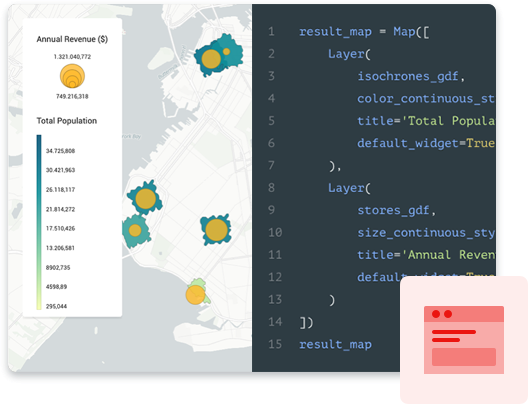 Annual Revenue ($)
1.321.040,772
749.216,318
Total Population
34.725,808
30.421,963
26.118,117
21.814,272
17.510,426
13.206,581
8902,735
4598,89
295,044
1 result_map = Map([
2 Layer(
3 isochrones_gdf,
4 color_continuous_sty
5 title='Total Popula
6 default_widget=True
7 ),
8 Layer(
9 stores_gdf,
10 size_continuous_sty
11 title='Annual Reven
12 default_widget=True
13 )
14 ])
15 result_map